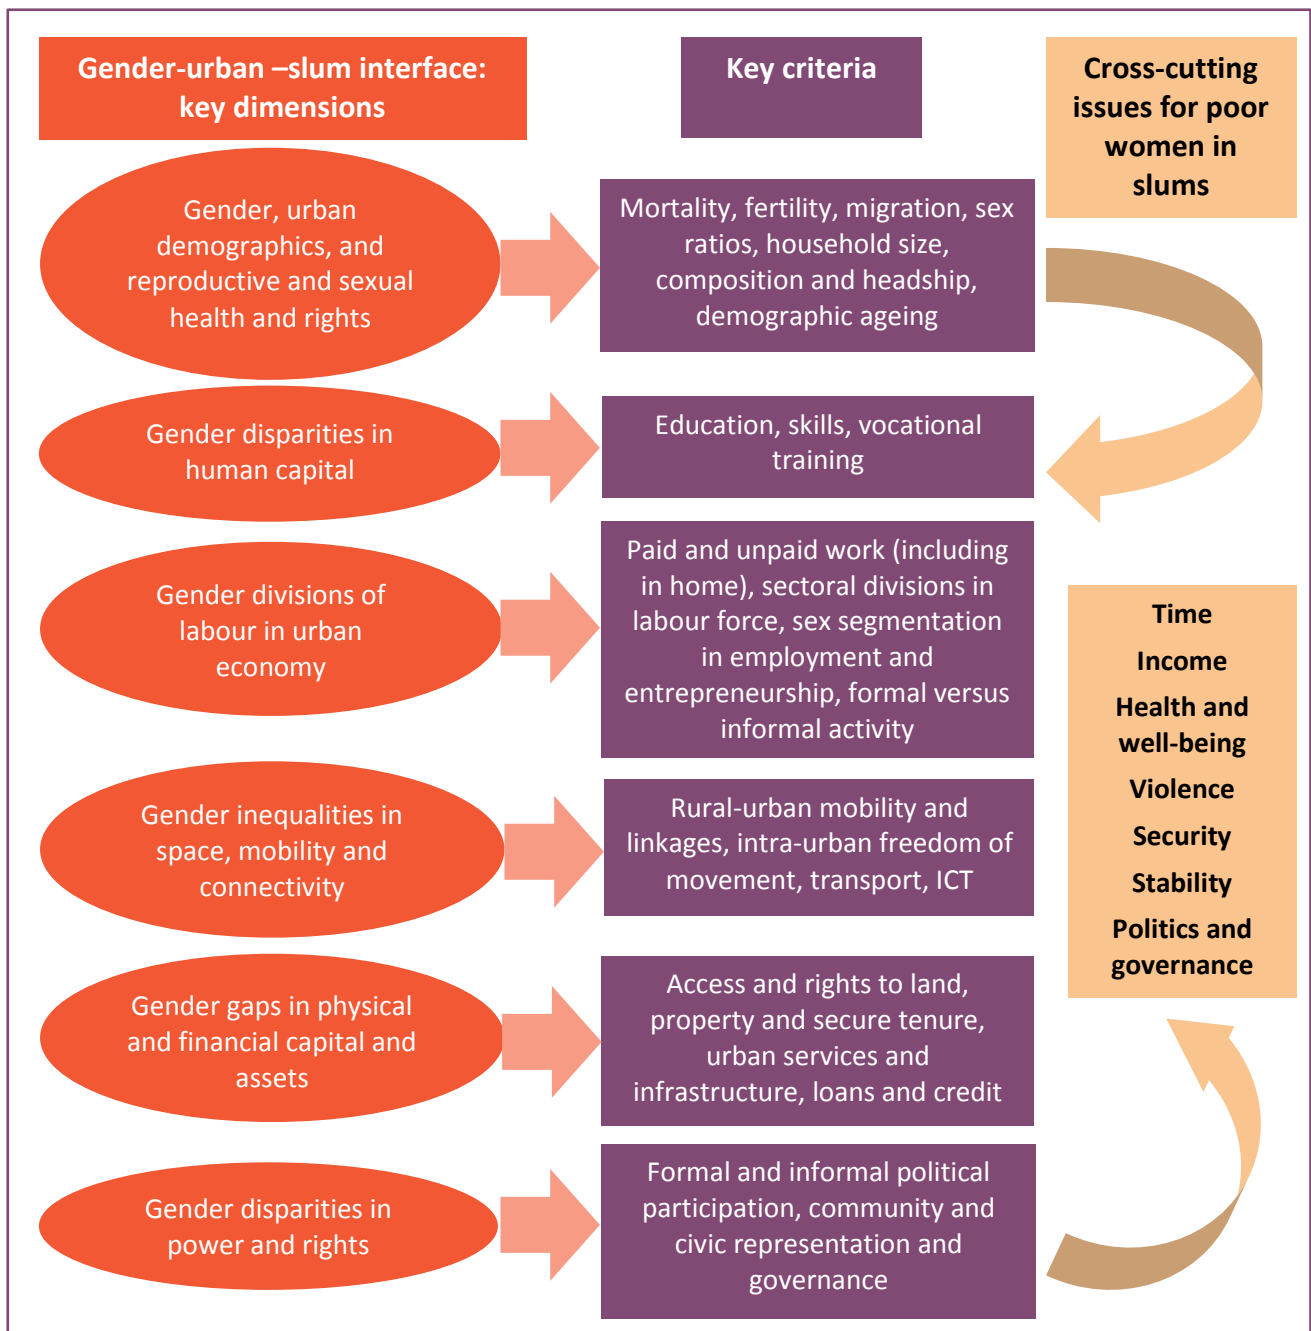 Gender-urban –slum interface:
key dimensions
Key criteria
Cross-cutting
issues for poor
women in
slums
Gender, urban
demographics, and
reproductive and sexual
health and rights
Mortality, fertility, migration, sex
ratios, household size,
composition and headship,
demographic ageing
Gender disparities in
human capital
Education, skills, vocational
training
Gender divisions of
labour in urban
economy
Paid and unpaid work (including
in home), sectoral divisions in
labour force, sex segmentation
in employment and
entrepreneurship, formal versus
informal activity
Time
Income
Health and
well-being
Violence
Security
Stability
Politics and
governance
Gender inequalities in
space, mobility and
connectivity
Rural-urban mobility and
linkages, intra-urban freedom of
movement, transport, ICT
Gender gaps in physical
and financial capital and
assets
Access and rights to land,
property and secure tenure,
urban services and
infrastructure, loans and credit
Gender disparities in
power and rights
Formal and informal political
participation, community and
civic representation and
governance